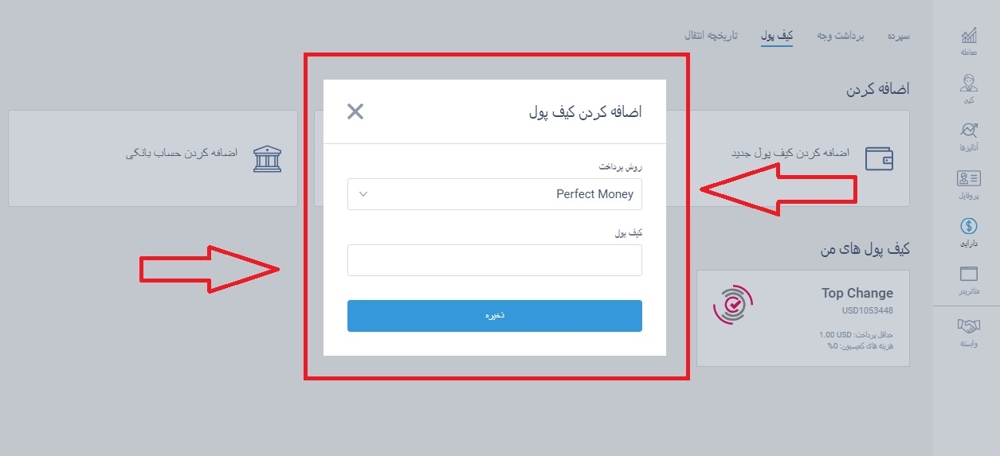 سپرده
برداشت وجه
کیف پول
تاریخچه انتقال
معامله
کپی
آنالیزها
پروفایل
دارایی
متاتریدر
وابسته
اضافه کردن
اضافه کردن کیف پول جدید
اضافه کردن حساب بانکی
اضافه کردن کیف پول
روش پرداخت
Perfect Money
کیف پول
ذخیره
کیف پول های من
Top Change
USD1053448
حداقل پرداخت: 1.00 USD
هزینه های کمیسیون: 0%